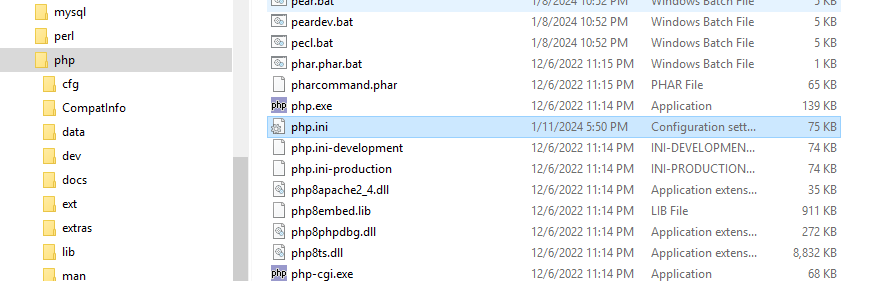 mysql
perl
php
cfg
CompatInfo
data
dev
docs
ext
extras
lib
man
pear.bat 1/8/2024 10:52 PM Windows Batch File 5 KB
peardev.bat 1/8/2024 10:52 PM Windows Batch File 5 KB
pecl.bat 1/8/2024 10:52 PM Windows Batch File 5 KB
phar.phar.bat 12/6/2022 11:15 PM Windows Batch File 1 KB
pharcommand.phar 12/6/2022 11:15 PM PHAR File 65 KB
php php.exe 12/6/2022 11:14 PM Application 139 KB
php.ini 1/11/2024 5:50 PM Configuration sett... 75 KB
php.ini-development 12/6/2022 11:14 PM INI-DEVELOPMEN... 74 KB
php.ini-production 12/6/2022 11:14 PM INI-PRODUCTION... 74 KB
php8apache2_4.dll 12/6/2022 11:14 PM Application extens... 35 KB
php8embed.lib 12/6/2022 11:14 PM LIB File 911 KB
php8phpdbg.dll 12/6/2022 11:14 PM Application extens... 272 KB
php8ts.dll 12/6/2022 11:14 PM Application extens... 8,832 KB
php php-cgi.exe 12/6/2022 11:14 PM Application 68 KB